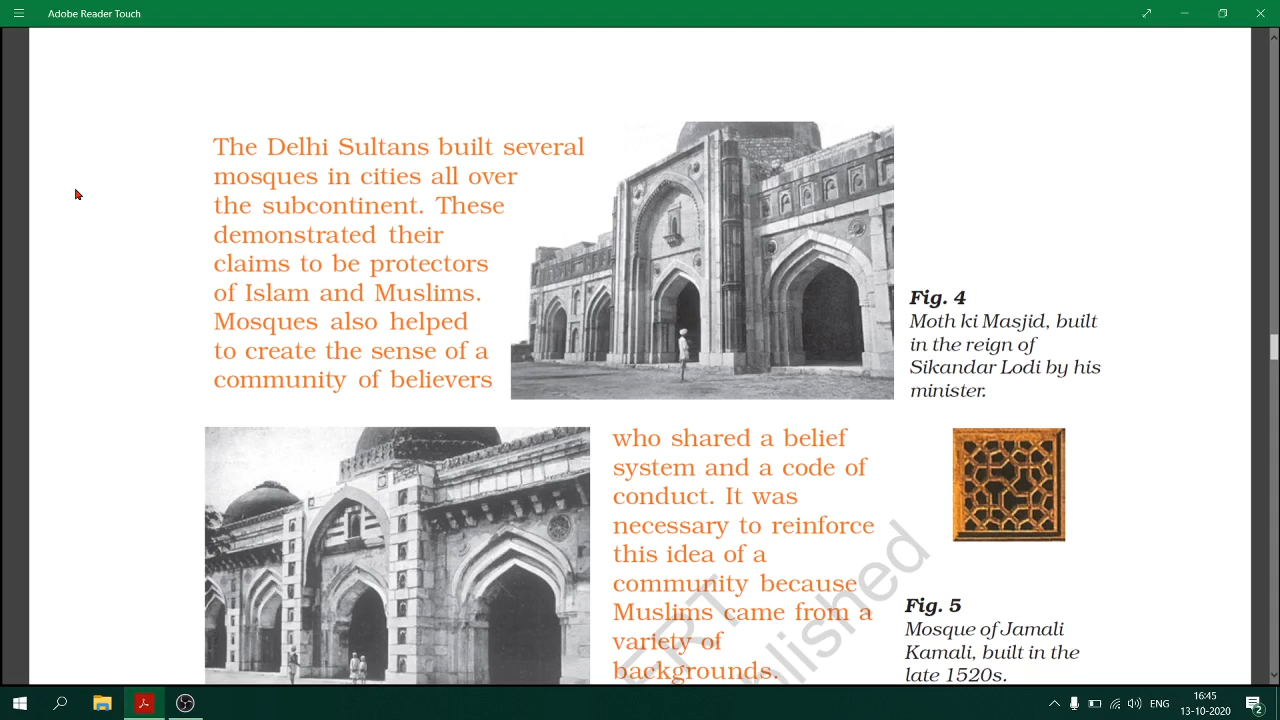 Adobe Reader Touch
The Delhi Sultans built several
mosques in cities all over
the subcontinent. These
demonstrated their
claims to be protectors
of Islam and Muslims.
Mosques also helped
to create the sense of a
community of believers
Fig. 4
Moth ki Masjid, built
in the reign of
Sikandar Lodi by his
minister.
who shared a belief
system and a code of
conduct. It was
necessary to reinforce
this idea of a
community because
Muslims came from a
variety of
backgrounds.
Fig. 5
Mosque of Jamali
Kamali, built in the
late 1520s.
ENG
16:45
13-10-2020
2